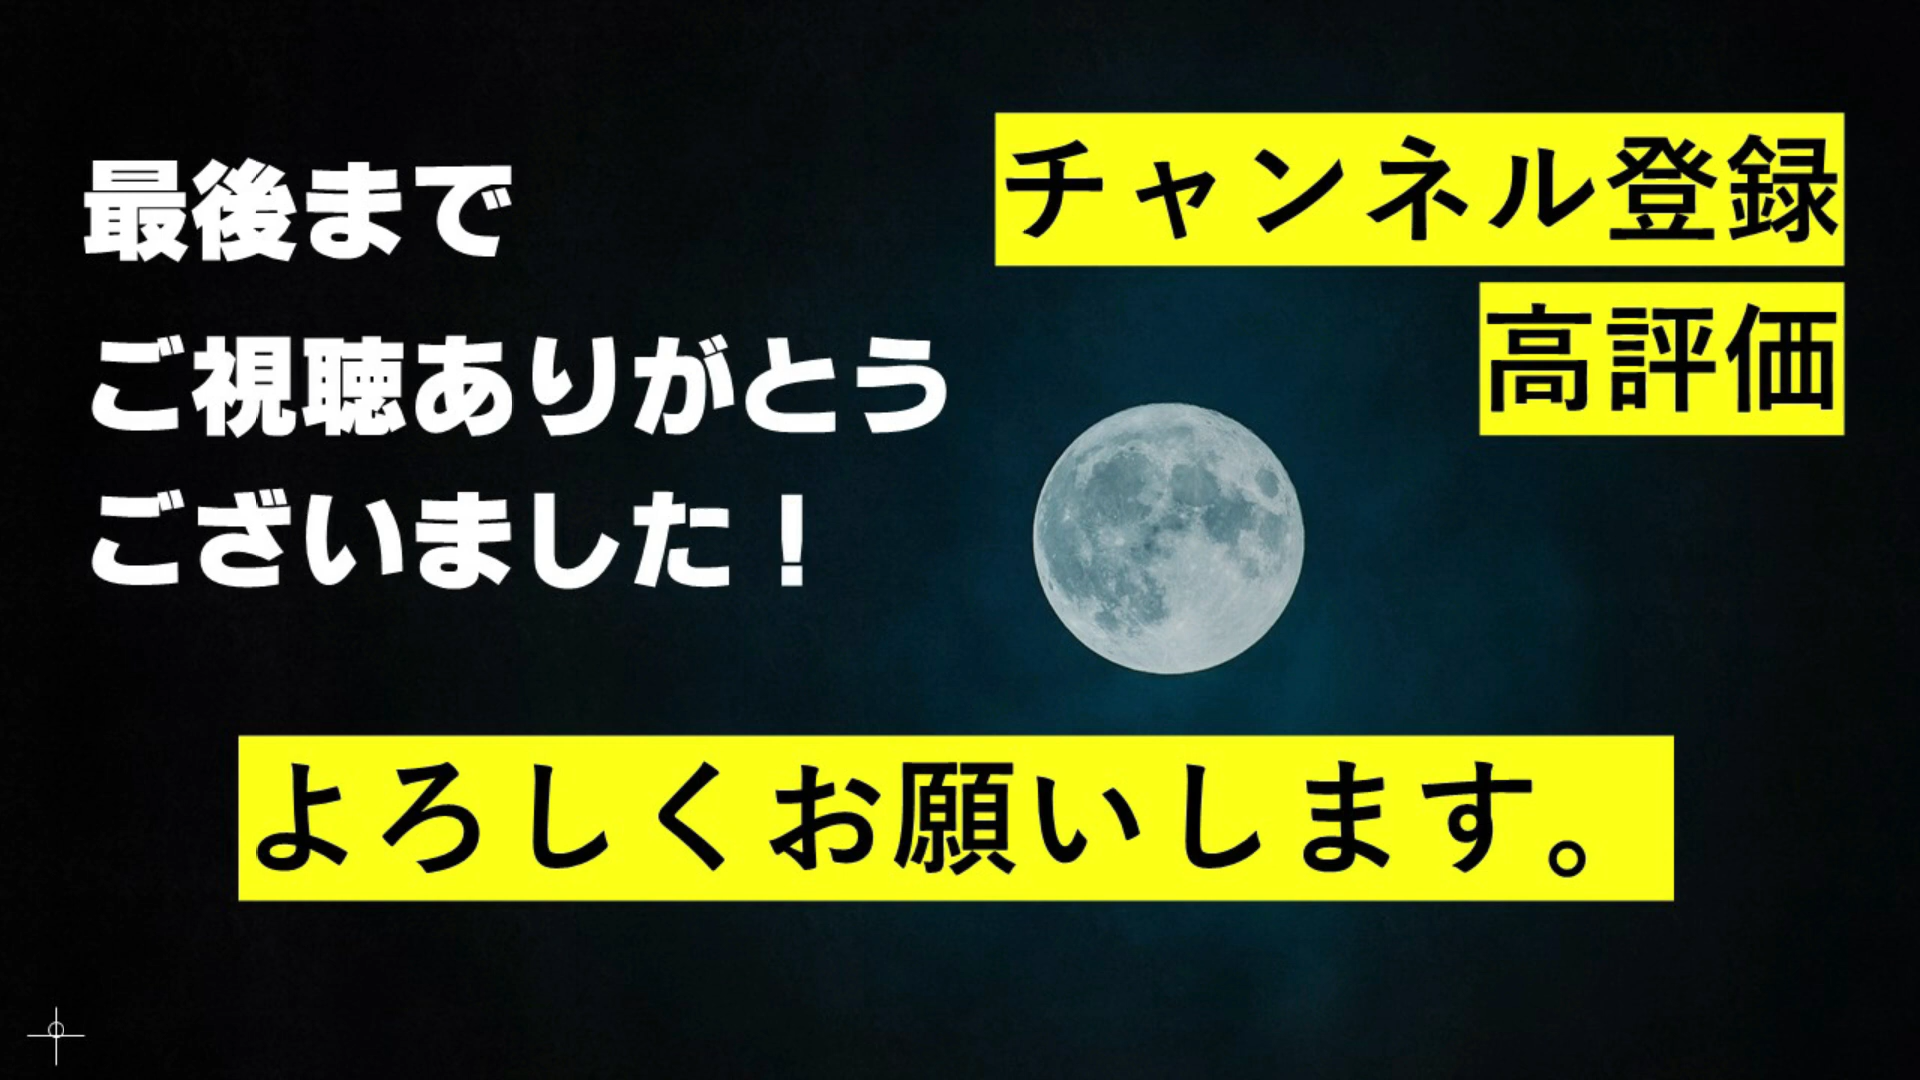 最後まで
ご視聴ありがとう
ございました！
チャンネル登録
高評価
よろしくお願いします。